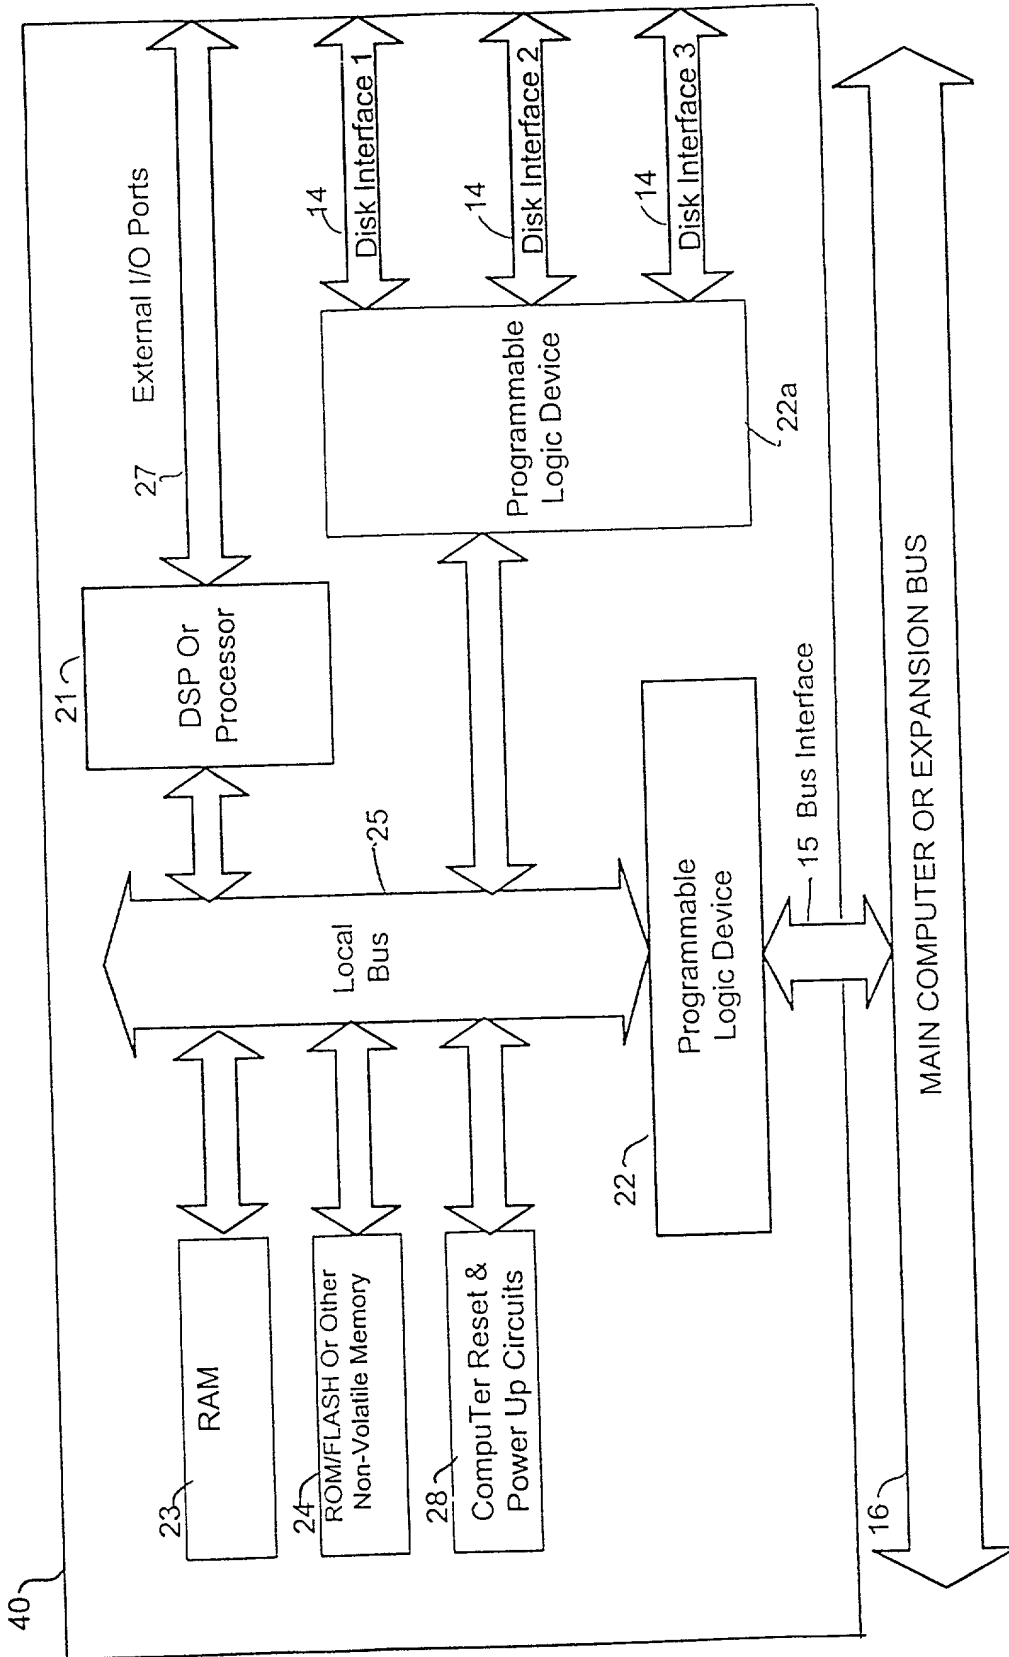 40
23
RAM
24
ROM/FLASH Or Other
Non-Volatile Memory
28
CompuTer Reset &
Power Up Circuits
Local
Bus
25
21
DSP Or
Processor
27
External I/O Ports
14
Disk Interface 1
14
Disk Interface 2
14
Disk Interface 3
Programmable
Logic Device
22a
22
Programmable
Logic Device
15 Bus Interface
16
MAIN COMPUTER OR EXPANSION BUS